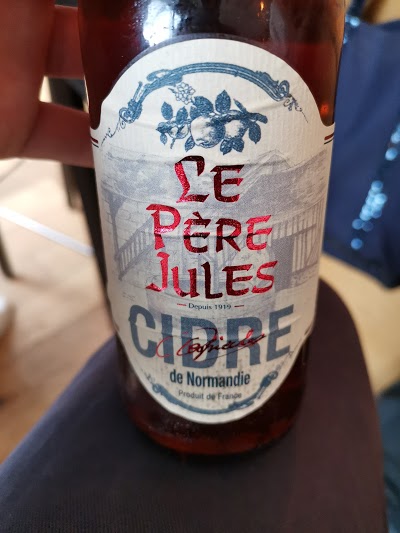 LE
PÈRE
JULES
Depuis 1919
CIDRE
de Normandie
Produit de France